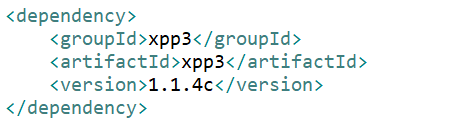 <dependency>
    <groupId>xpp3</groupId>
    <artifactId>xpp3</artifactId>
    <version>1.1.4c</version>
</dependency>